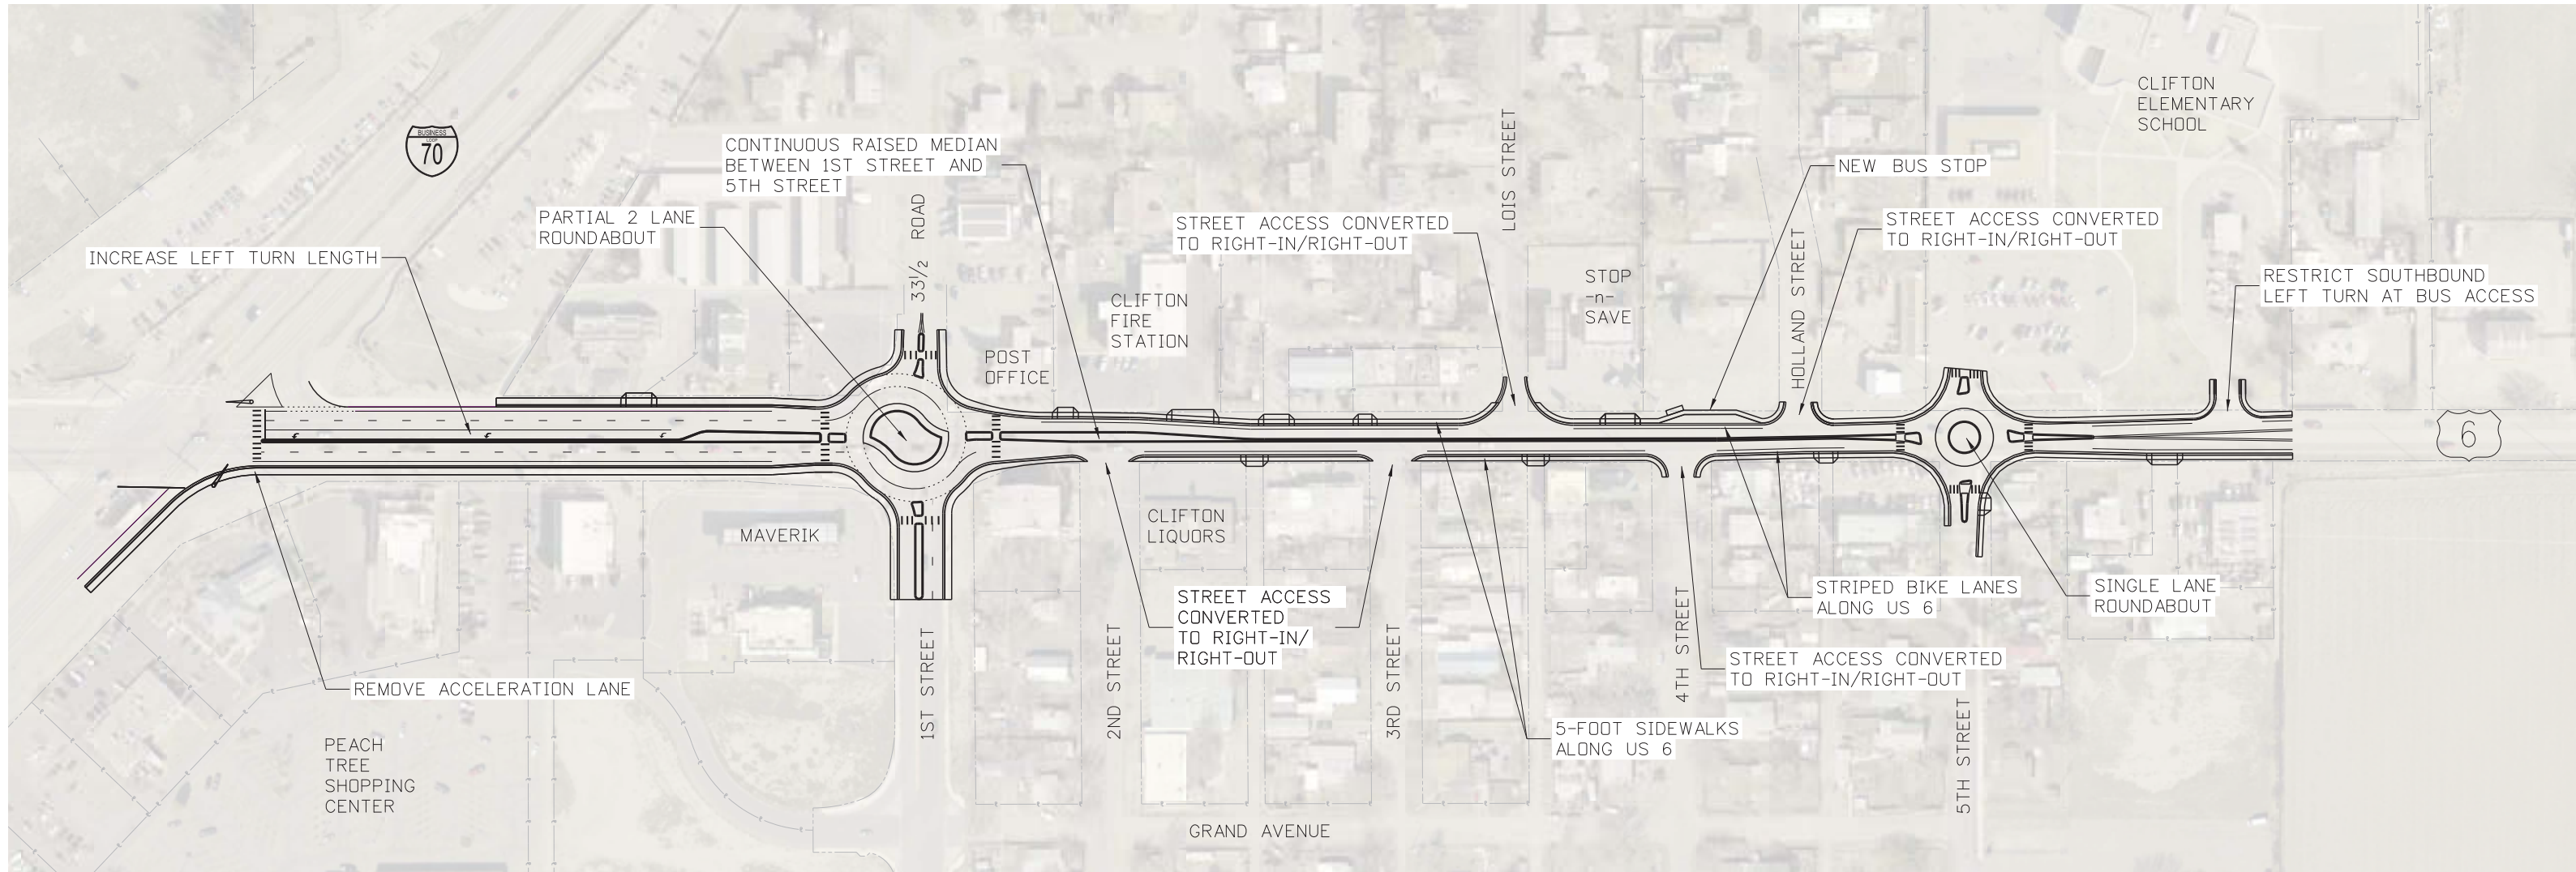 BUSINESS
LOOP
70
CONTINUOUS RAISED MEDIAN
BETWEEN 1ST STREET AND
5TH STREET
PARTIAL 2 LANE
ROUNDABOUT
INCREASE LEFT TURN LENGTH
33½ ROAD
POST
OFFICE
CLIFTON
FIRE
STATION
STREET ACCESS CONVERTED
TO RIGHT-IN/RIGHT-OUT
LOIS STREET
STOP
-n-
SAVE
NEW BUS STOP
HOLLAND STREET
STREET ACCESS CONVERTED
TO RIGHT-IN/RIGHT-OUT
CLIFTON
ELEMENTARY
SCHOOL
RESTRICT SOUTHBOUND
LEFT TURN AT BUS ACCESS
6
MAVERIK
REMOVE ACCELERATION LANE
PEACH
TREE
SHOPPING
CENTER
1ST STREET
2ND STREET
CLIFTON
LIQUORS
STREET ACCESS
CONVERTED
TO RIGHT-IN/
RIGHT-OUT
3RD STREET
5-FOOT SIDEWALKS
ALONG US 6
4TH STREET
STREET ACCESS CONVERTED
TO RIGHT-IN/RIGHT-OUT
STRIPED BIKE LANES
ALONG US 6
5TH STREET
SINGLE LANE
ROUNDABOUT
GRAND AVENUE